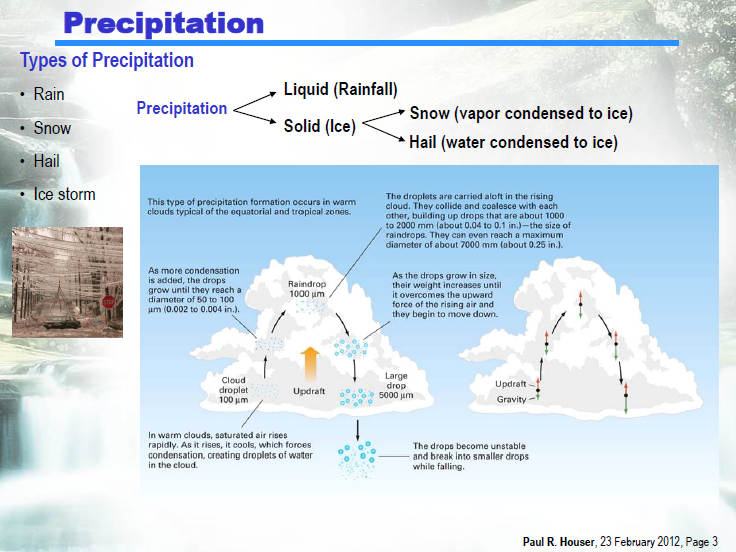 Precipitation
Types of Precipitation
• Rain
• Snow
• Hail
• Ice storm
Precipitation
Liquid (Rainfall)
Solid (Ice)
Snow (vapor condensed to ice)
Hail (water condensed to ice)
This type of precipitation formation occurs in warm
clouds typical of the equatorial and tropical zones.
The droplets are carried aloft in the rising
cloud. They collide and coalesce with each
other, building up drops that are about 1000
to 2000 mm (about 0.04 to 0.1 in.)—the size of
raindrops. They can even reach a maximum
diameter of about 7000 mm (about 0.25 in.).
As more condensation
is added, the drops
grow until they reach a
diameter of 50 to 100
μm (0.002 to 0.004 in.).
Raindrop
1000 μm
As the drops grow in size,
their weight increases until
it overcomes the upward
force of the rising air and
they begin to move down.
Cloud
droplet
100 μm
Updraft
Large
drop
5000 μm
Updraft
Gravity
In warm clouds, saturated air rises
rapidly. As it rises, it cools, which forces
condensation, creating droplets of water
in the cloud.
The drops become unstable
and break into smaller drops
while falling.
STOP
Paul R. Houser, 23 February 2012, Page 3